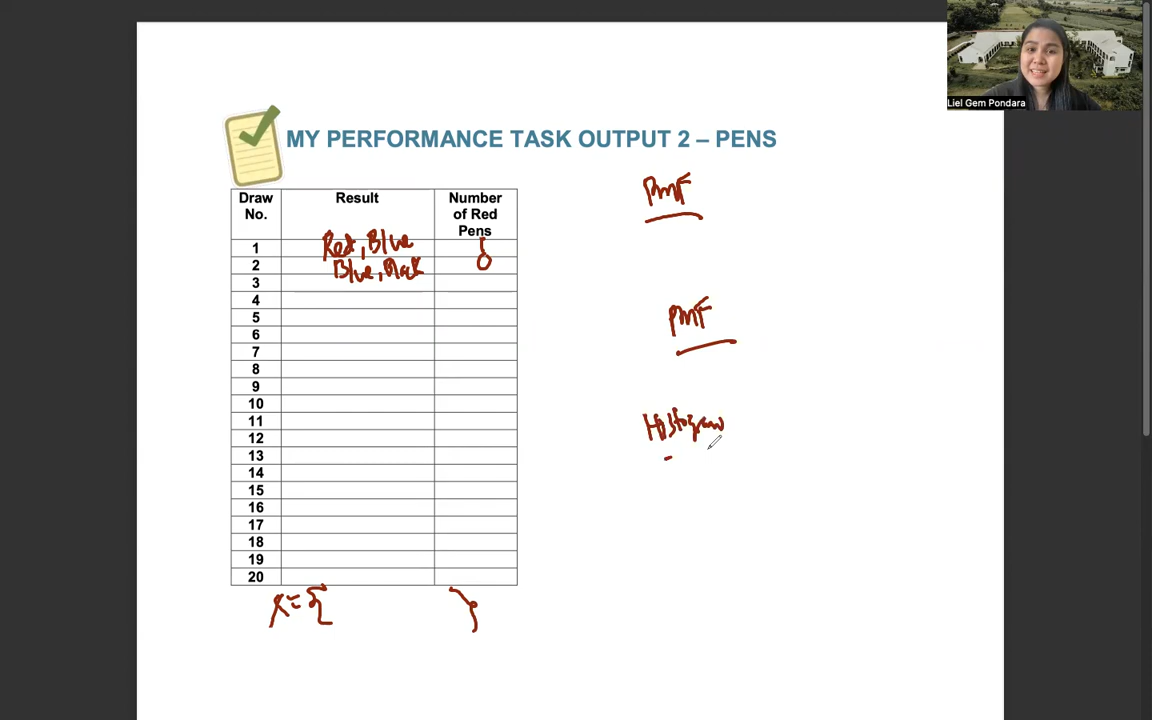 Liel Gem Pondara
MY PERFORMANCE TASK OUTPUT 2 – PENS
Draw No.
Result
Number of Red Pens
1 Red, Blue 1
2 Blue, Black 0
3
4
5
6
7
8
9
10
11
12
13
14
15
16
17
18
19
20
X = {
}
PMF
PMF
Histogram